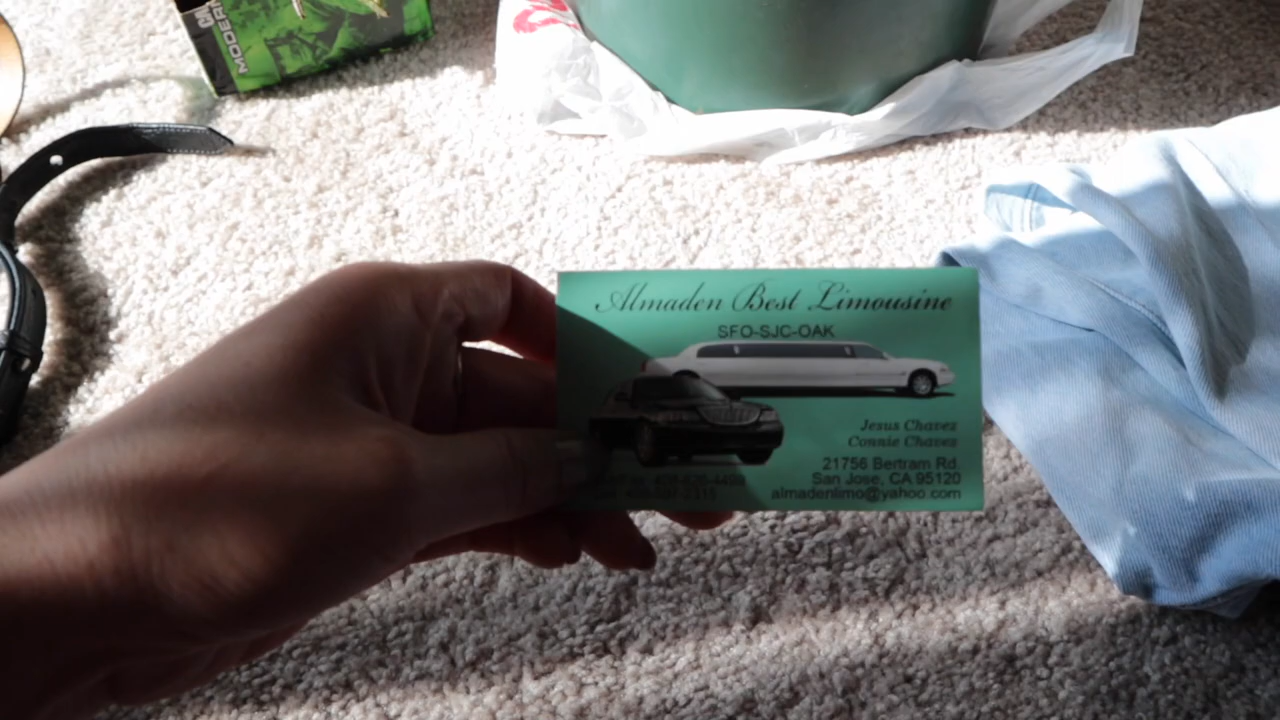 MODERN
Almaden Best Limousine
SFO-SJC-OAK
Jesus Chavez
Connie Chavez
21756 Bertram Rd.
San Jose, CA 95120
almadenlimo@yahoo.com